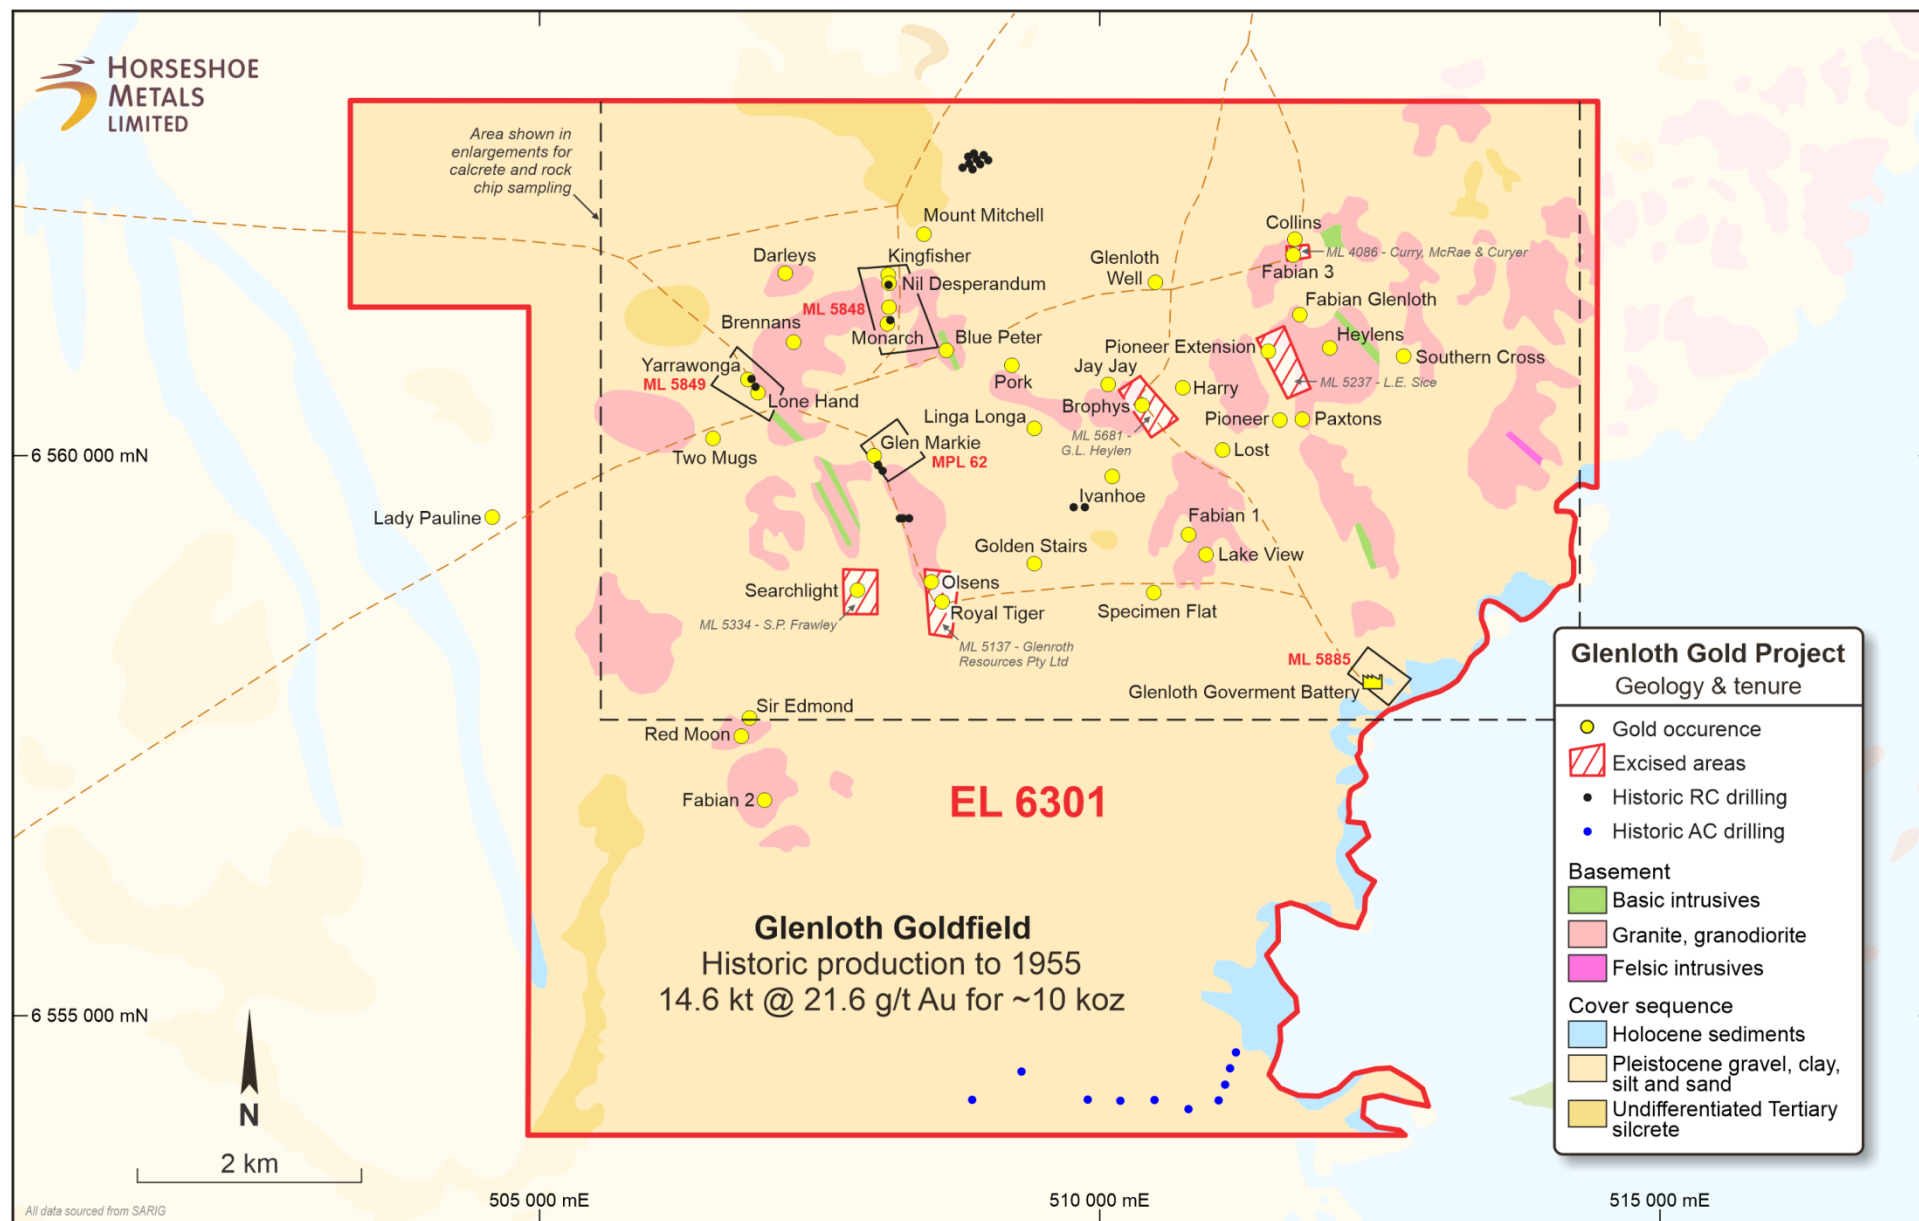 HORSESHOE
METALS
LIMITED
Area shown in
enlargements for
calcrete and rock
chip sampling
Mount Mitchell
Collins
ML 4086 - Curry, McRae & Curyer
Darleys
Kingfisher
Glenloth
Well
Fabian 3
Nil Desperandum
ML 5848
Fabian Glenloth
Brennans
Monarch
Blue Peter
Pioneer Extension
Heylens
Southern Cross
Yarrawonga
ML 5849
Pork
Jay Jay
ML 5237 - L.E. Sice
Lone Hand
Harry
Brophys
Linga Longa
Pioneer
Paxtons
ML 5681 -
G.L. Heylen
Glen Markie
MPL 62
Two Mugs
Lost
6 560 000 mN
Ivanhoe
Lady Pauline
Fabian 1
Golden Stairs
Lake View
Searchlight
Olsens
Royal Tiger
Specimen Flat
ML 5334 - S.P. Frawley
ML 5137 - Glenroth
Resources Pty Ltd
ML 5885
Glenloth Goverment Battery
Sir Edmond
Red Moon
Fabian 2
EL 6301
Glenloth Goldfield
Historic production to 1955
14.6 kt @ 21.6 g/t Au for ~10 koz
6 555 000 mN
N
2 km
505 000 mE
510 000 mE
515 000 mE
All data sourced from SARIG
Glenloth Gold Project
Geology & tenure
Gold occurence
Excised areas
Historic RC drilling
Historic AC drilling
Basement
Basic intrusives
Granite, granodiorite
Felsic intrusives
Cover sequence
Holocene sediments
Pleistocene gravel, clay,
silt and sand
Undifferentiated Tertiary
silcrete